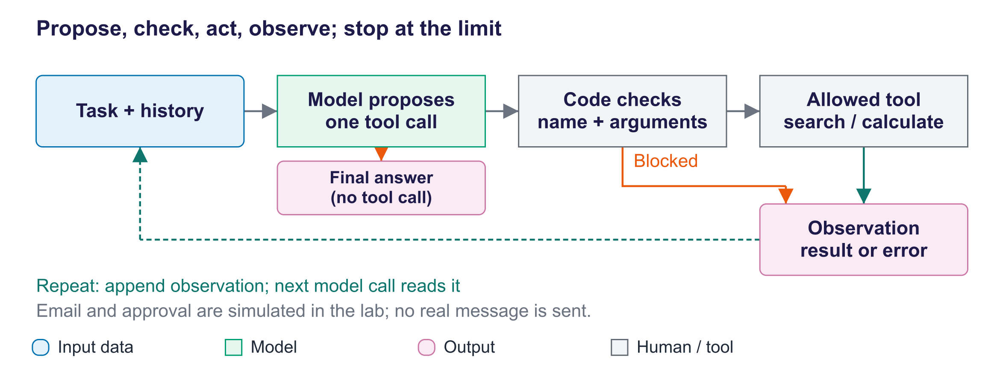 Propose, check, act, observe; stop at the limit
Task + history
Model proposes
one tool call
Code checks
name + arguments
Allowed tool
search / calculate
Blocked
Final answer
(no tool call)
Observation
result or error
Repeat: append observation; next model call reads it
Email and approval are simulated in the lab; no real message is sent.
Input data
Model
Output
Human / tool